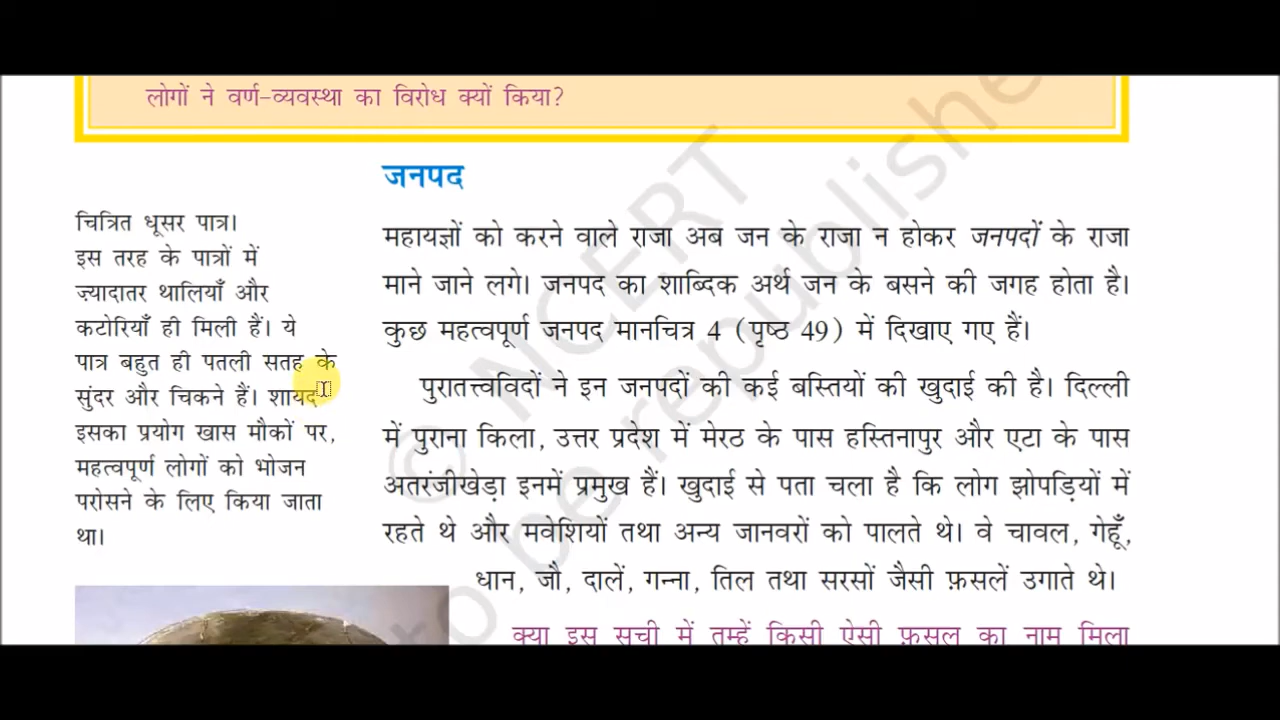 लोगों ने वर्ण-व्यवस्था का विरोध क्यों किया?
जनपद
महायज्ञों को करने वाले राजा अब जन के राजा न होकर जनपदों के राजा
माने जाने लगे। जनपद का शाब्दिक अर्थ जन के बसने की जगह होता है।
कुछ महत्वपूर्ण जनपद मानचित्र 4 (पृष्ठ 49) में दिखाए गए हैं।
पुरातत्त्वविदों ने इन जनपदों की कई बस्तियों की खुदाई की है। दिल्ली
में पुराना किला, उत्तर प्रदेश में मेरठ के पास हस्तिनापुर और एटा के पास
अतरंजीखेड़ा इनमें प्रमुख हैं। खुदाई से पता चला है कि लोग झोपड़ियों में
रहते थे और मवेशियों तथा अन्य जानवरों को पालते थे। वे चावल, गेहूँ,
धान, जौ, दालें, गन्ना, तिल तथा सरसों जैसी फ़सलें उगाते थे।
क्या इस सूची में तुम्हें किसी ऐसी फ़सल का नाम मिला
चित्रित धूसर पात्र।
इस तरह के पात्रों में
ज्यादातर थालियाँ और
कटोरियाँ ही मिली हैं। ये
पात्र बहुत ही पतली सतह के
सुंदर और चिकने हैं। शायद
इसका प्रयोग खास मौकों पर,
महत्वपूर्ण लोगों को भोजन
परोसने के लिए किया जाता
था।
© NCERT
to be republished